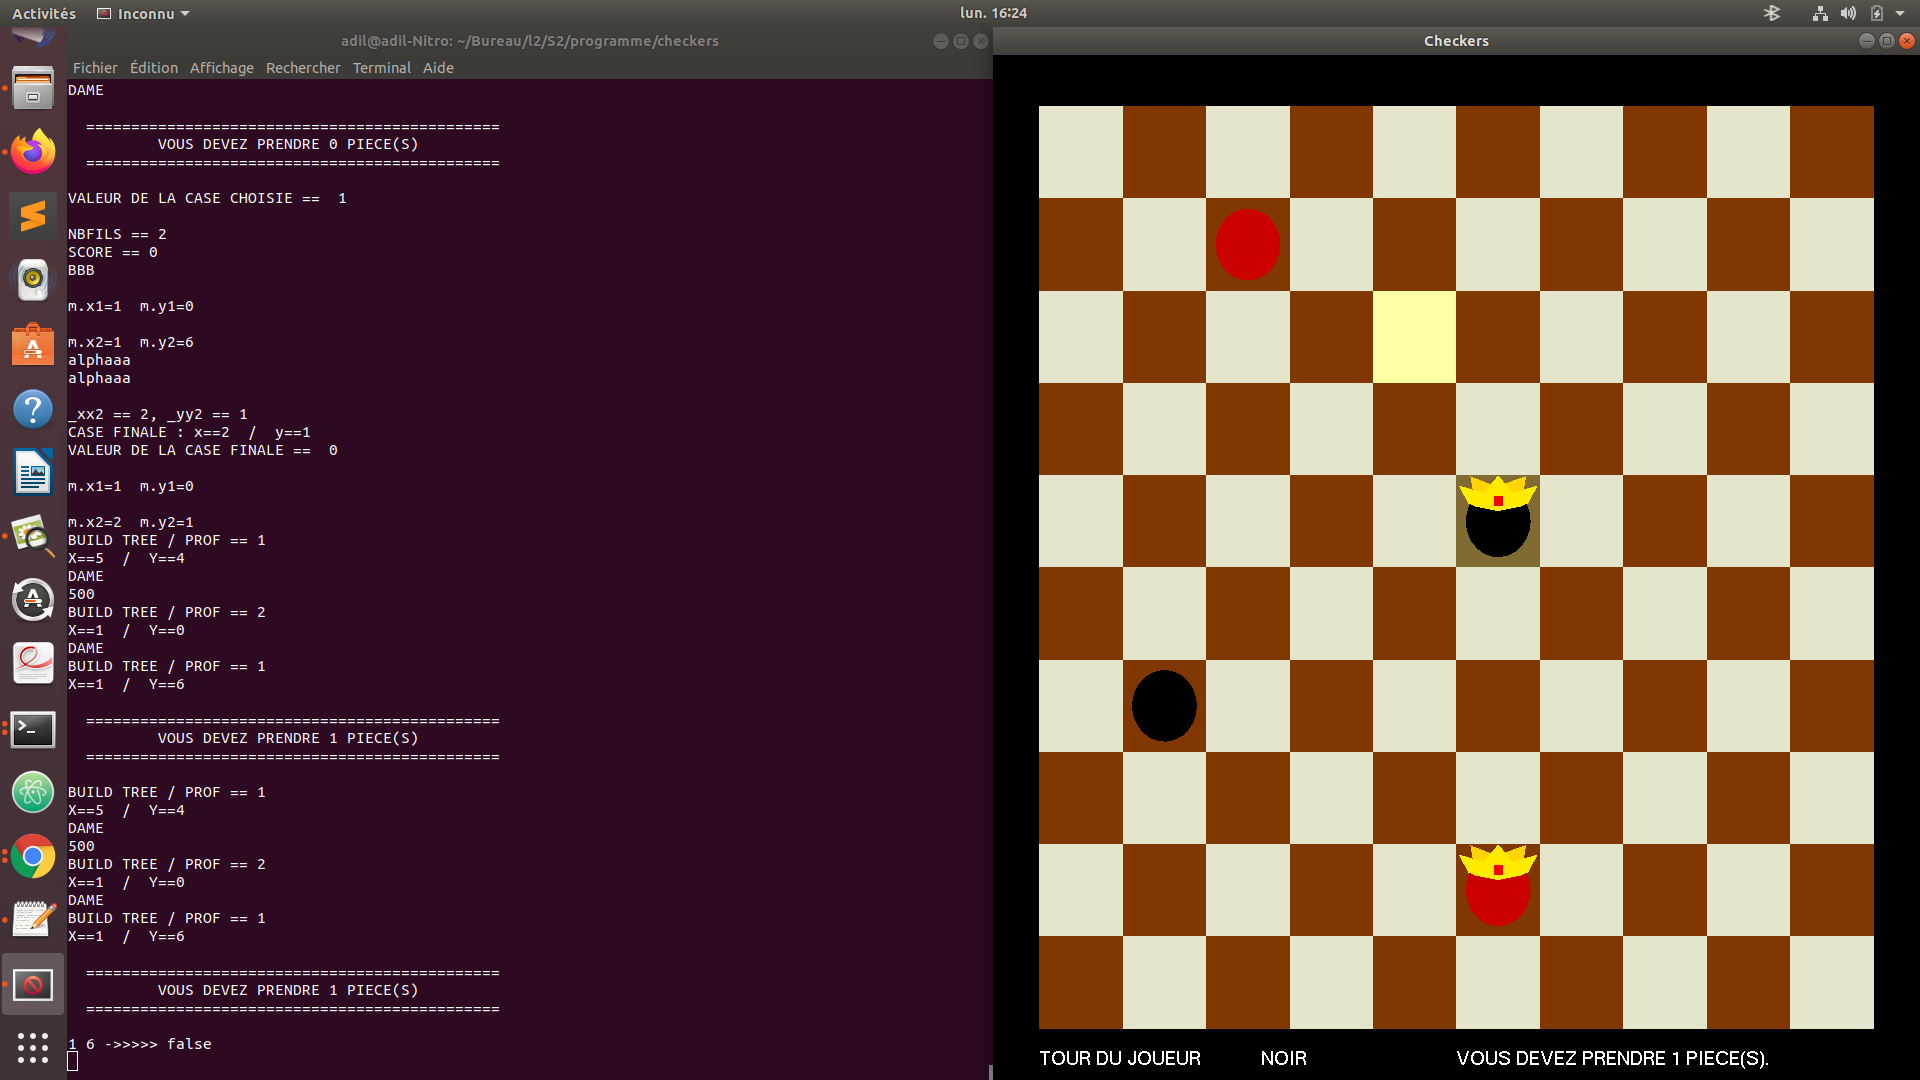 Activités
Inconnu
lun. 16:24
adil@adil-Nitro: ~/Bureau/l2/S2/programme/checkers
Fichier Édition Affichage Rechercher Terminal Aide
DAME
==============================================
VOUS DEVEZ PRENDRE 0 PIECE(S)
==============================================
VALEUR DE LA CASE CHOISIE ==  1
NBFILS == 2
SCORE == 0
BBB
m.x1=1  m.y1=0
m.x2=1  m.y2=6
alphaaa
alphaaa
_xx2 == 2, _yy2 == 1
CASE FINALE : x==2  /  y==1
VALEUR DE LA CASE FINALE ==  0
m.x1=1  m.y1=0
m.x2=2  m.y2=1
BUILD TREE / PROF == 1
X==5  /  Y==4
DAME
500
BUILD TREE / PROF == 2
X==1  /  Y==0
DAME
BUILD TREE / PROF == 1
X==1  /  Y==6
==============================================
VOUS DEVEZ PRENDRE 1 PIECE(S)
==============================================
BUILD TREE / PROF == 1
X==5  /  Y==4
DAME
500
BUILD TREE / PROF == 2
X==1  /  Y==0
DAME
BUILD TREE / PROF == 1
X==1  /  Y==6
==============================================
VOUS DEVEZ PRENDRE 1 PIECE(S)
==============================================
1 6 ->>>>> false
Checkers
TOUR DU JOUEUR NOIR VOUS DEVEZ PRENDRE 1 PIECE(S).